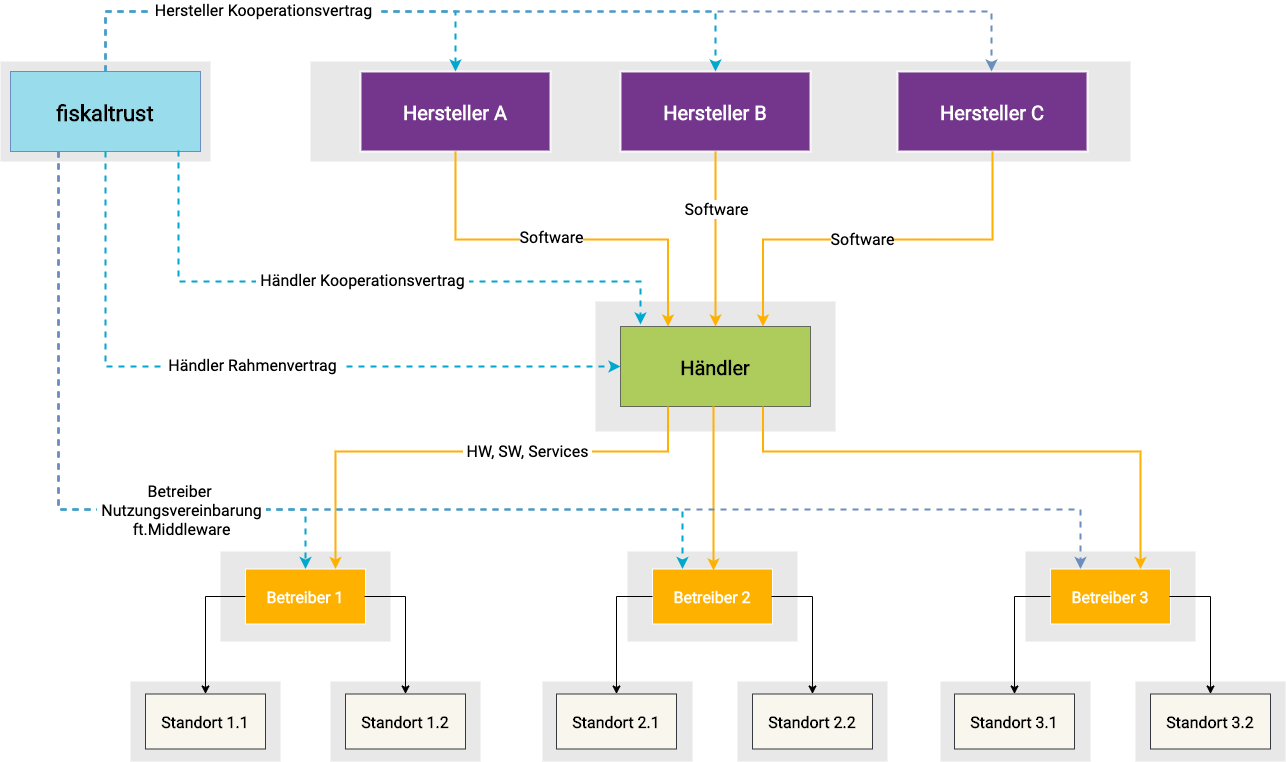 Hersteller Kooperationsvertrag
fiskaltrust
Hersteller A
Hersteller B
Hersteller C
Software
Software
Software
Händler Kooperationsvertrag
Händler Rahmenvertrag
Händler
HW, SW, Services
Betreiber
Nutzungsvereinbarung
ft.Middleware
Betreiber 1
Betreiber 2
Betreiber 3
Standort 1.1
Standort 1.2
Standort 2.1
Standort 2.2
Standort 3.1
Standort 3.2